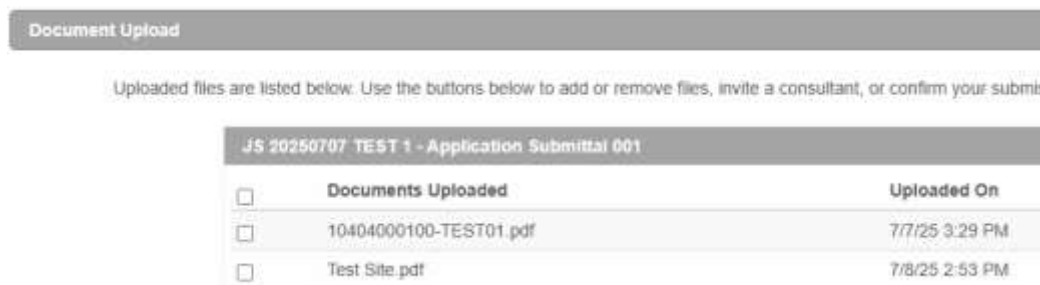 Document Upload
Uploaded files are listed below. Use the buttons below to add or remove files, invite a consultant, or confirm your
JS 20250707 TEST 1 - Application Submittal 001
Documents Uploaded Uploaded On
10404000100-TEST01.pdf 7/7/25 3:29 PM
Test Site.pdf 7/8/25 2:53 PM